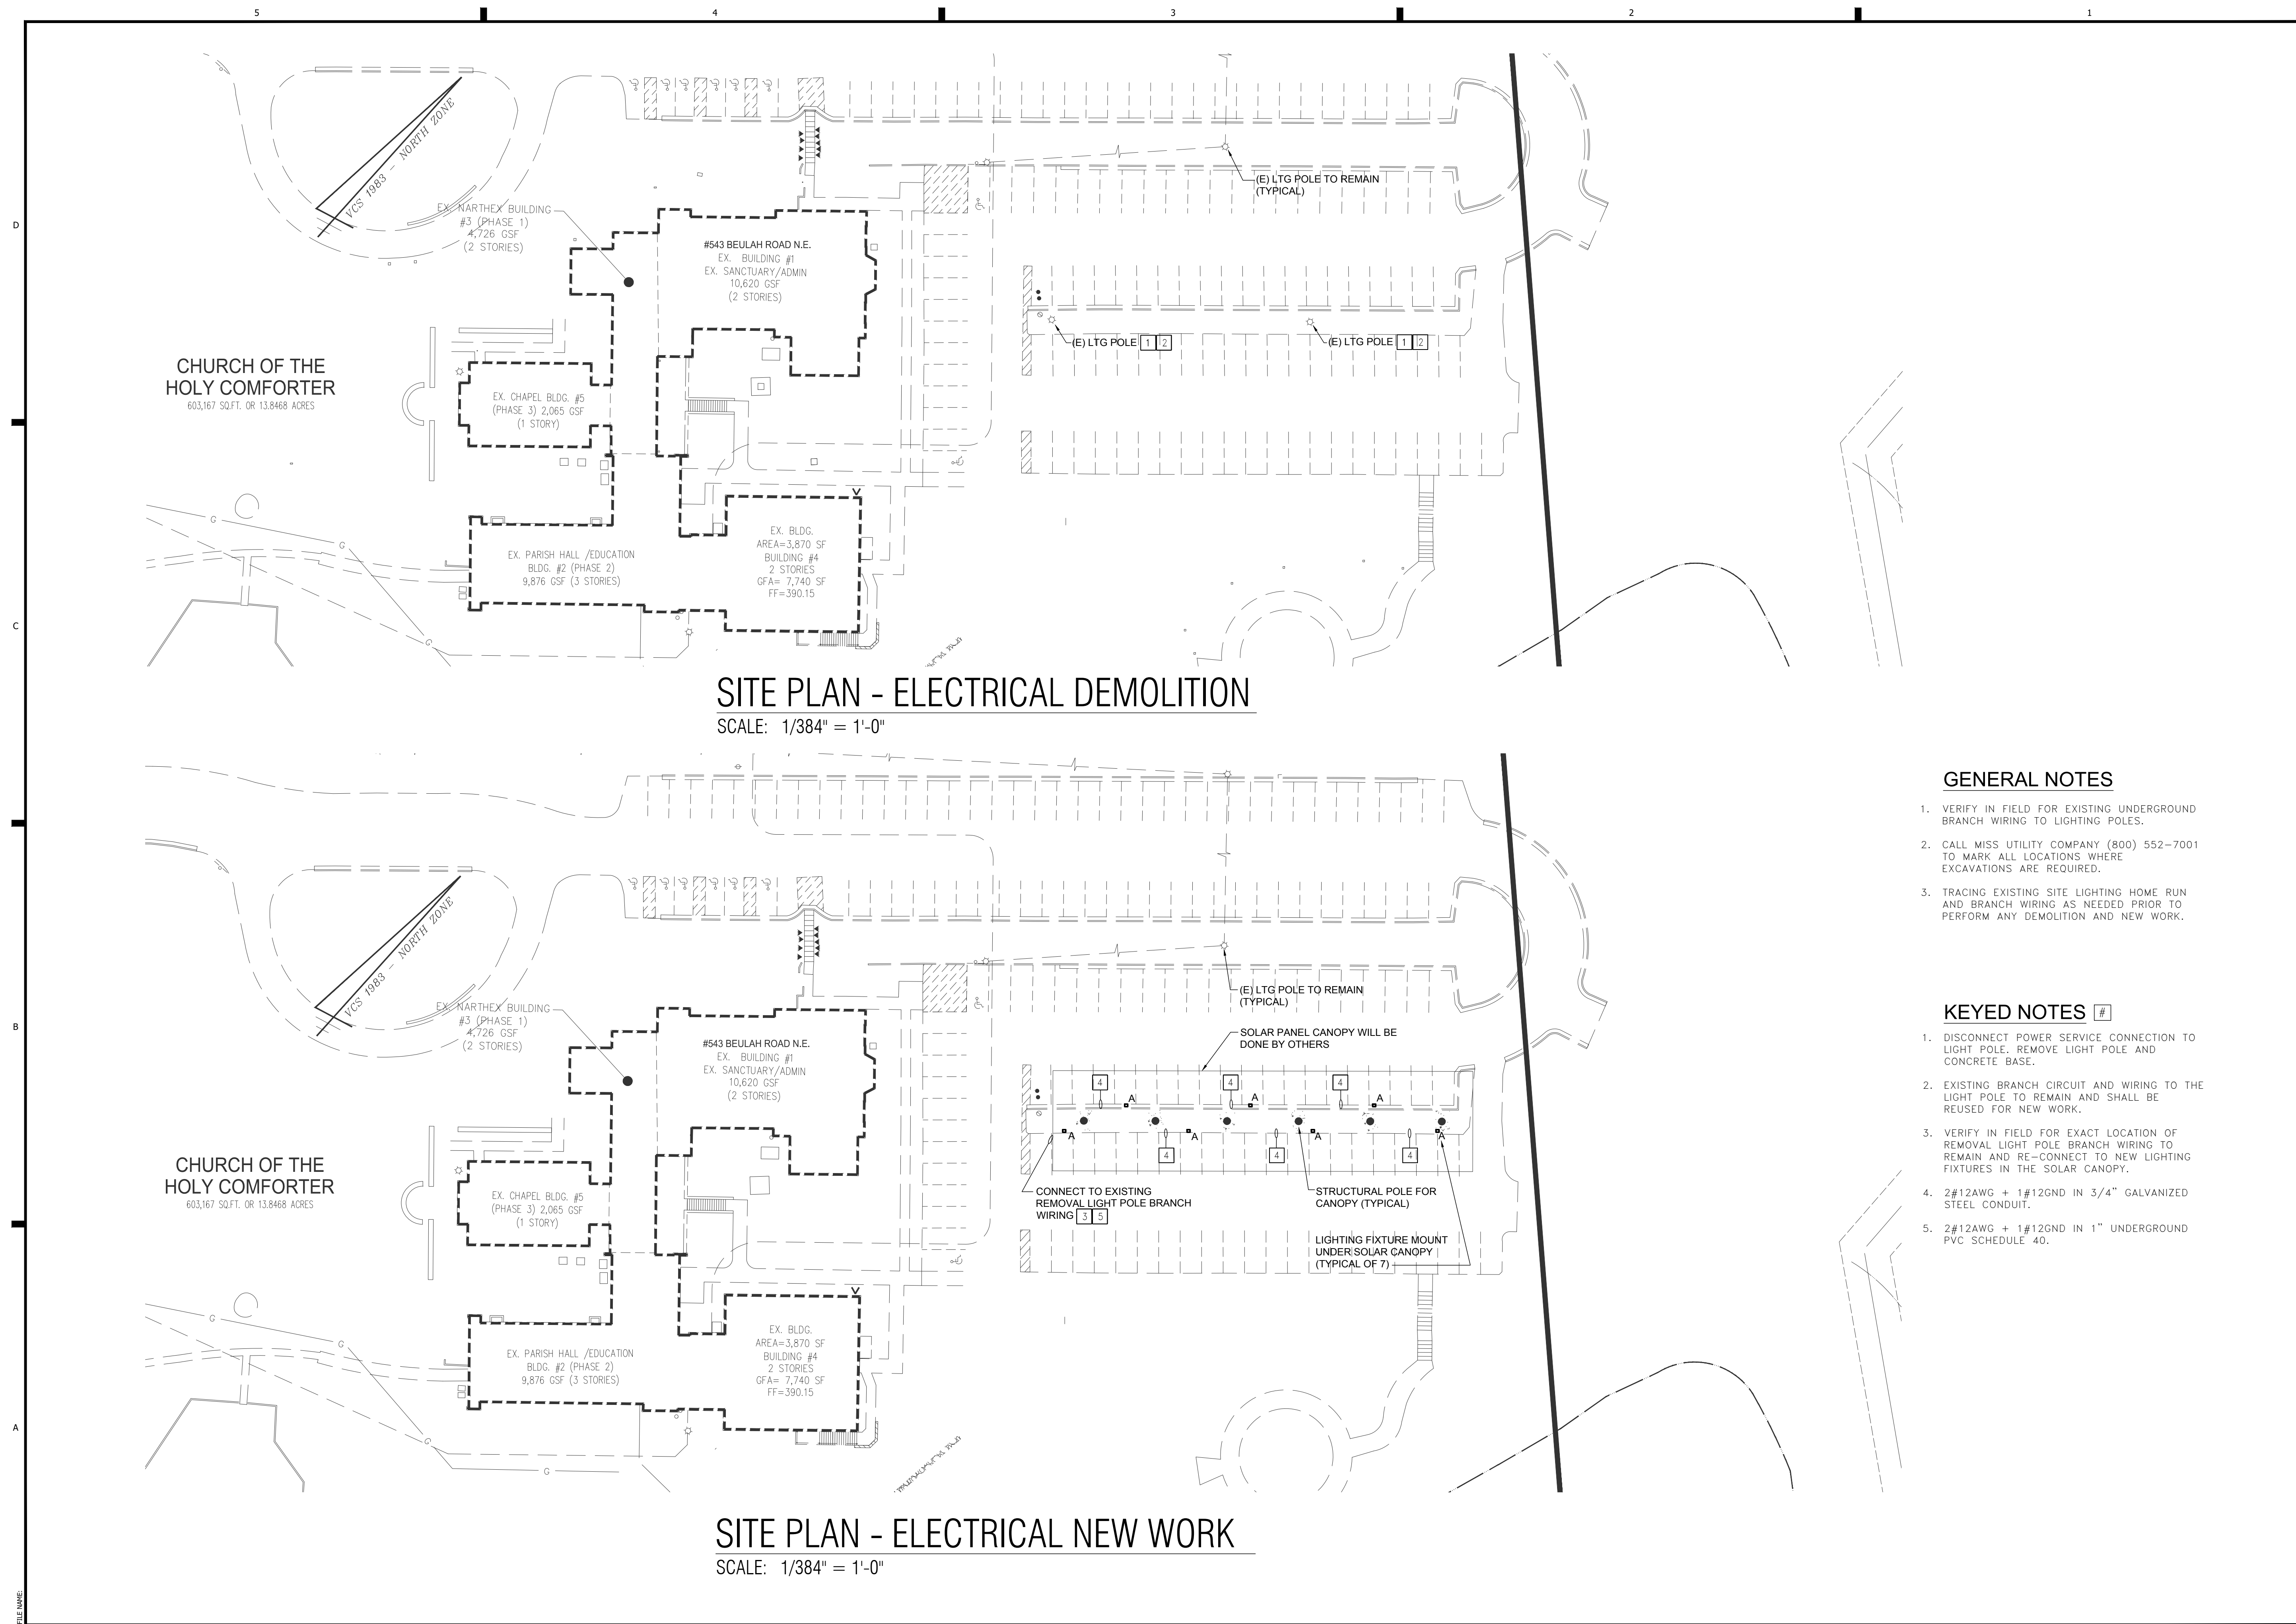 5
4
3
2
1
D
C
B
A
FILE NAME:
VCS 1983 - NORTH ZONE
EX. NARTHEX BUILDING
#3 (PHASE 1)
4,726 GSF
(2 STORIES)
#543 BEULAH ROAD N.E.
EX. BUILDING #1
EX. SANCTUARY/ADMIN
10,620 GSF
(2 STORIES)
(E) LTG POLE TO REMAIN
(TYPICAL)
(E) LTG POLE 1 2
(E) LTG POLE 1 2
CHURCH OF THE
HOLY COMFORTER
603,167 SQ.FT. OR 13.8468 ACRES
EX. CHAPEL BLDG. #5
(PHASE 3) 2,065 GSF
(1 STORY)
G
G
G
EX. PARISH HALL /EDUCATION
BLDG. #2 (PHASE 2)
9,876 GSF (3 STORIES)
EX. BLDG.
AREA=3,870 SF
BUILDING #4
2 STORIES
GFA= 7,740 SF
FF=390.15
SITE PLAN - ELECTRICAL DEMOLITION
SCALE: 1/384" = 1'-0"
VCS 1983 - NORTH ZONE
EX. NARTHEX BUILDING
#3 (PHASE 1)
4,726 GSF
(2 STORIES)
#543 BEULAH ROAD N.E.
EX. BUILDING #1
EX. SANCTUARY/ADMIN
10,620 GSF
(2 STORIES)
(E) LTG POLE TO REMAIN
(TYPICAL)
SOLAR PANEL CANOPY WILL BE
DONE BY OTHERS
4
4
4
A
A
A
A
A
A
A
4
4
4
CONNECT TO EXISTING
REMOVAL LIGHT POLE BRANCH
WIRING 3 5
STRUCTURAL POLE FOR
CANOPY (TYPICAL)
LIGHTING FIXTURE MOUNT
UNDER SOLAR CANOPY
(TYPICAL OF 7)
CHURCH OF THE
HOLY COMFORTER
603,167 SQ.FT. OR 13.8468 ACRES
EX. CHAPEL BLDG. #5
(PHASE 3) 2,065 GSF
(1 STORY)
G
G
G
G
EX. PARISH HALL /EDUCATION
BLDG. #2 (PHASE 2)
9,876 GSF (3 STORIES)
EX. BLDG.
AREA=3,870 SF
BUILDING #4
2 STORIES
GFA= 7,740 SF
FF=390.15
SITE PLAN - ELECTRICAL NEW WORK
SCALE: 1/384" = 1'-0"
GENERAL NOTES
1. VERIFY IN FIELD FOR EXISTING UNDERGROUND
BRANCH WIRING TO LIGHTING POLES.
2. CALL MISS UTILITY COMPANY (800) 552-7001
TO MARK ALL LOCATIONS WHERE
EXCAVATIONS ARE REQUIRED.
3. TRACING EXISTING SITE LIGHTING HOME RUN
AND BRANCH WIRING AS NEEDED PRIOR TO
PERFORM ANY DEMOLITION AND NEW WORK.
KEYED NOTES #
1. DISCONNECT POWER SERVICE CONNECTION TO
LIGHT POLE. REMOVE LIGHT POLE AND
CONCRETE BASE.
2. EXISTING BRANCH CIRCUIT AND WIRING TO THE
LIGHT POLE TO REMAIN AND SHALL BE
REUSED FOR NEW WORK.
3. VERIFY IN FIELD FOR EXACT LOCATION OF
REMOVAL LIGHT POLE BRANCH WIRING TO
REMAIN AND RE-CONNECT TO NEW LIGHTING
FIXTURES IN THE SOLAR CANOPY.
4. 2#12AWG + 1#12GND IN 3/4" GALVANIZED
STEEL CONDUIT.
5. 2#12AWG + 1#12GND IN 1" UNDERGROUND
PVC SCHEDULE 40.